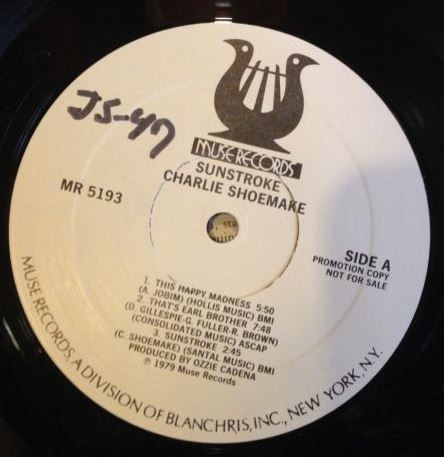 JS-47
MUSE RECORDS
SUNSTROKE
CHARLIE SHOEMAKE
MR 5193
SIDE A
PROMOTION COPY
NOT FOR SALE
1. THIS HAPPY MADNESS 5:50
(A. JOBIM) (HOLLIS MUSIC) BMI
2. THAT'S EARL BROTHER 7:48
(D. GILLESPIE-G. FULLER-R. BROWN)
(CONSOLIDATED MUSIC) ASCAP
3. SUNSTROKE 2:45
(C. SHOEMAKE) (SANTAL MUSIC) BMI
PRODUCED BY OZZIE CADENA
℗ 1979 Muse Records
MUSE RECORDS, A DIVISION OF BLANCHRIS, INC., NEW YORK, N.Y.